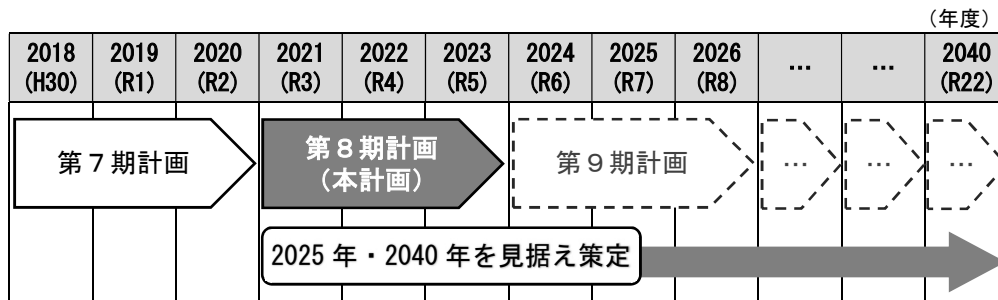 （年度）
2018 2019 2020 2021 2022 2023 2024 2025 2026 … … 2040
(H30) (R1) (R2) (R3) (R4) (R5) (R6) (R7) (R8) (R22)
第７期計画 第８期計画 第９期計画 … … …
（本計画）
2025 年・2040 年を見据え策定